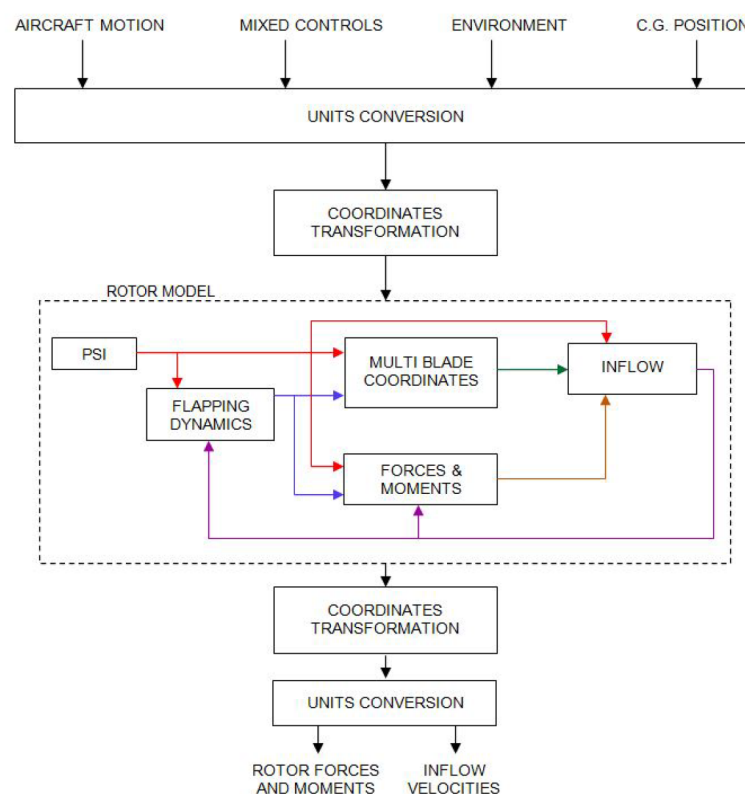 AIRCRAFT MOTION
MIXED CONTROLS
ENVIRONMENT
C.G. POSITION
UNITS CONVERSION
COORDINATES
TRANSFORMATION
ROTOR MODEL
PSI
MULTI BLADE
COORDINATES
INFLOW
FLAPPING
DYNAMICS
FORCES &
MOMENTS
COORDINATES
TRANSFORMATION
UNITS CONVERSION
ROTOR FORCES
AND MOMENTS
INFLOW
VELOCITIES